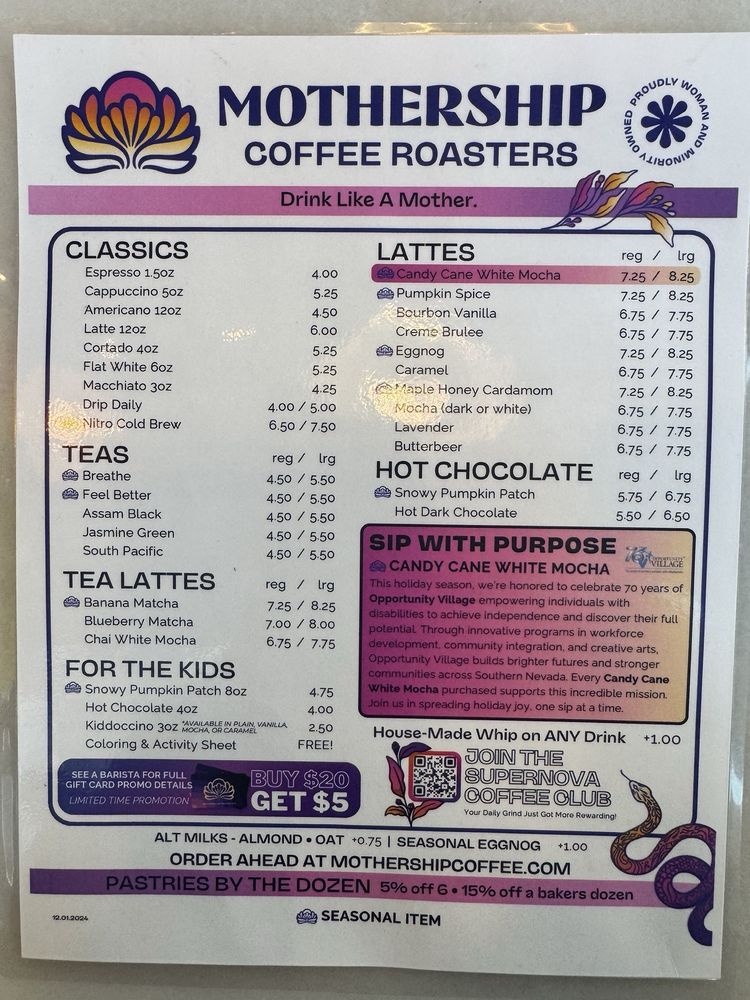 MOTHERSHIP
COFFEE ROASTERS
PROUDLY WOMAN AND MINORITY OWNED
Drink Like A Mother.
CLASSICS
Espresso 1.5oz 4.00
Cappuccino 5oz 5.25
Americano 12oz 4.50
Latte 12oz 6.00
Cortado 4oz 5.25
Flat White 6oz 5.25
Macchiato 3oz 4.25
Drip Daily 4.00 / 5.00
Nitro Cold Brew 6.50 / 7.50
TEAS reg / lrg
Breathe 4.50 / 5.50
Feel Better 4.50 / 5.50
Assam Black 4.50 / 5.50
Jasmine Green 4.50 / 5.50
South Pacific 4.50 / 5.50
TEA LATTES reg / lrg
Banana Matcha 7.25 / 8.25
Blueberry Matcha 7.00 / 8.00
Chai White Mocha 6.75 / 7.75
FOR THE KIDS
Snowy Pumpkin Patch 8oz 4.75
Hot Chocolate 4oz 4.00
Kiddoccino 3oz *AVAILABLE IN PLAIN, VANILLA, MOCHA, OR CARAMEL 2.50
Coloring & Activity Sheet FREE!
SEE A BARISTA FOR FULL
GIFT CARD PROMO DETAILS
LIMITED TIME PROMOTION
BUY $20
GET $5
LATTES reg / lrg
Candy Cane White Mocha 7.25 / 8.25
Pumpkin Spice 7.25 / 8.25
Bourbon Vanilla 6.75 / 7.75
Creme Brulee 6.75 / 7.75
Eggnog 7.25 / 8.25
Caramel 6.75 / 7.75
Maple Honey Cardamom 7.25 / 8.25
Mocha (dark or white) 6.75 / 7.75
Lavender 6.75 / 7.75
Butterbeer 6.75 / 7.75
HOT CHOCOLATE reg / lrg
Snowy Pumpkin Patch 5.75 / 6.75
Hot Dark Chocolate 5.50 / 6.50
SIP WITH PURPOSE
OPPORTUNITY VILLAGE
CANDY CANE WHITE MOCHA
This holiday season, we're honored to celebrate 70 years of
Opportunity Village empowering individuals with
disabilities to achieve independence and discover their full
potential. Through innovative programs in workforce
development, community integration, and creative arts,
Opportunity Village builds brighter futures and stronger
communities across Southern Nevada. Every Candy Cane
White Mocha purchased supports this incredible mission.
Join us in spreading holiday joy, one sip at a time.
House-Made Whip on ANY Drink +1.00
JOIN THE
SUPERNOVA
COFFEE CLUB
Your Daily Grind Just Got More Rewarding!
ALT MILKS - ALMOND • OAT +0.75 | SEASONAL EGGNOG +1.00
ORDER AHEAD AT MOTHERSHIPCOFFEE.COM
PASTRIES BY THE DOZEN 5% off 6 • 15% off a bakers dozen
12.01.2024
SEASONAL ITEM